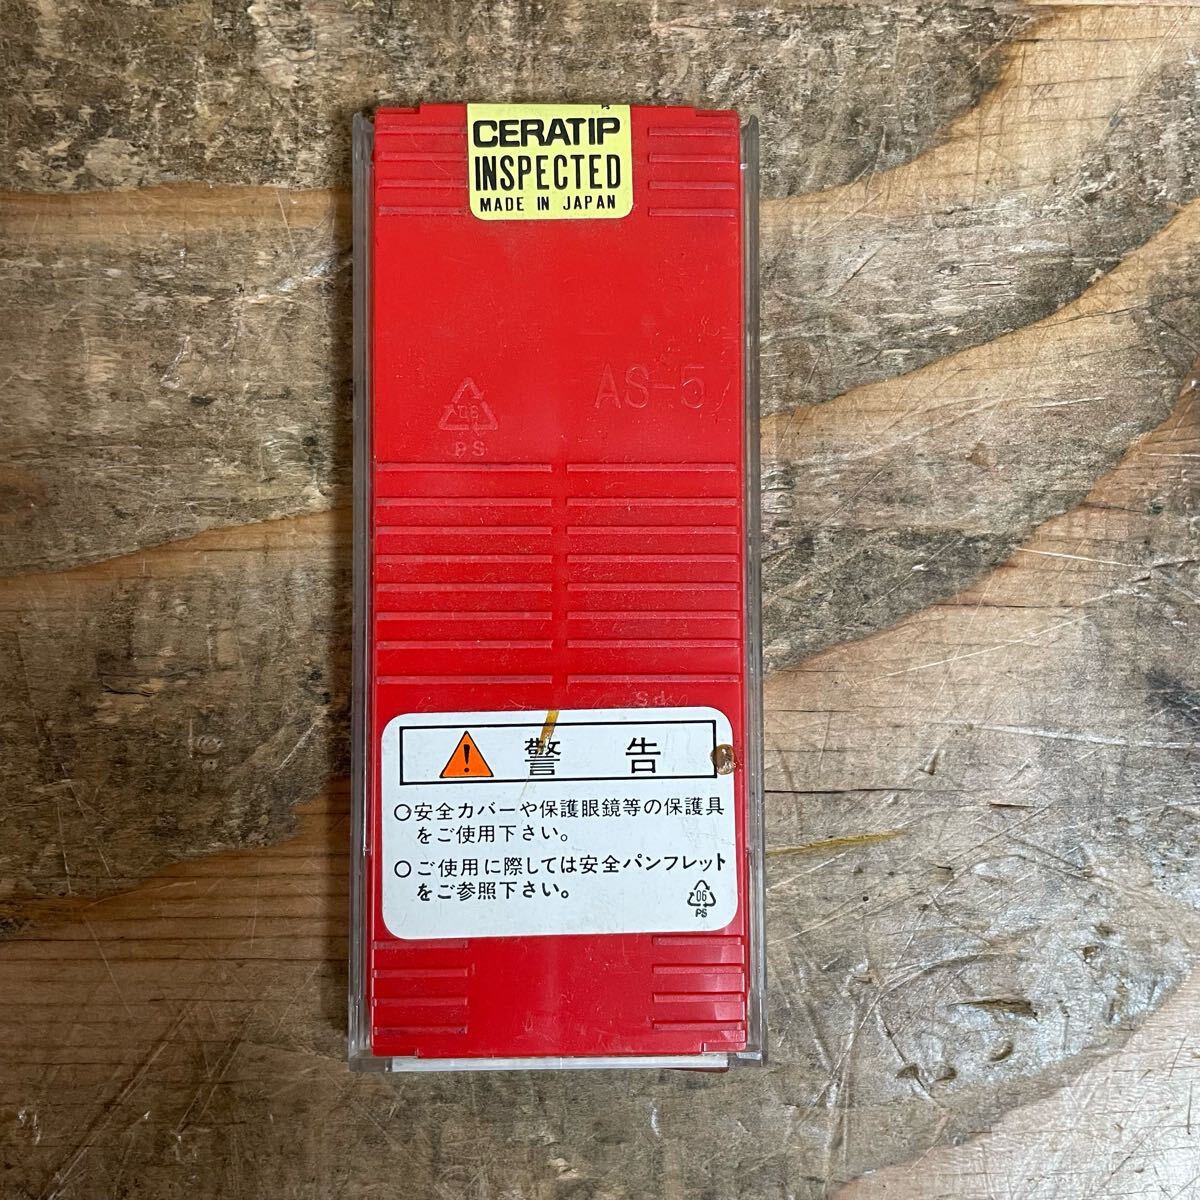 PS
CERATIP
INSPECTED
MADE IN JAPAN
AS-5
06
PS
PS
警告
○安全カバーや保護眼鏡等の保護具
をご使用下さい。
○ご使用に際しては安全パンフレット
をご参照下さい。
06
PS